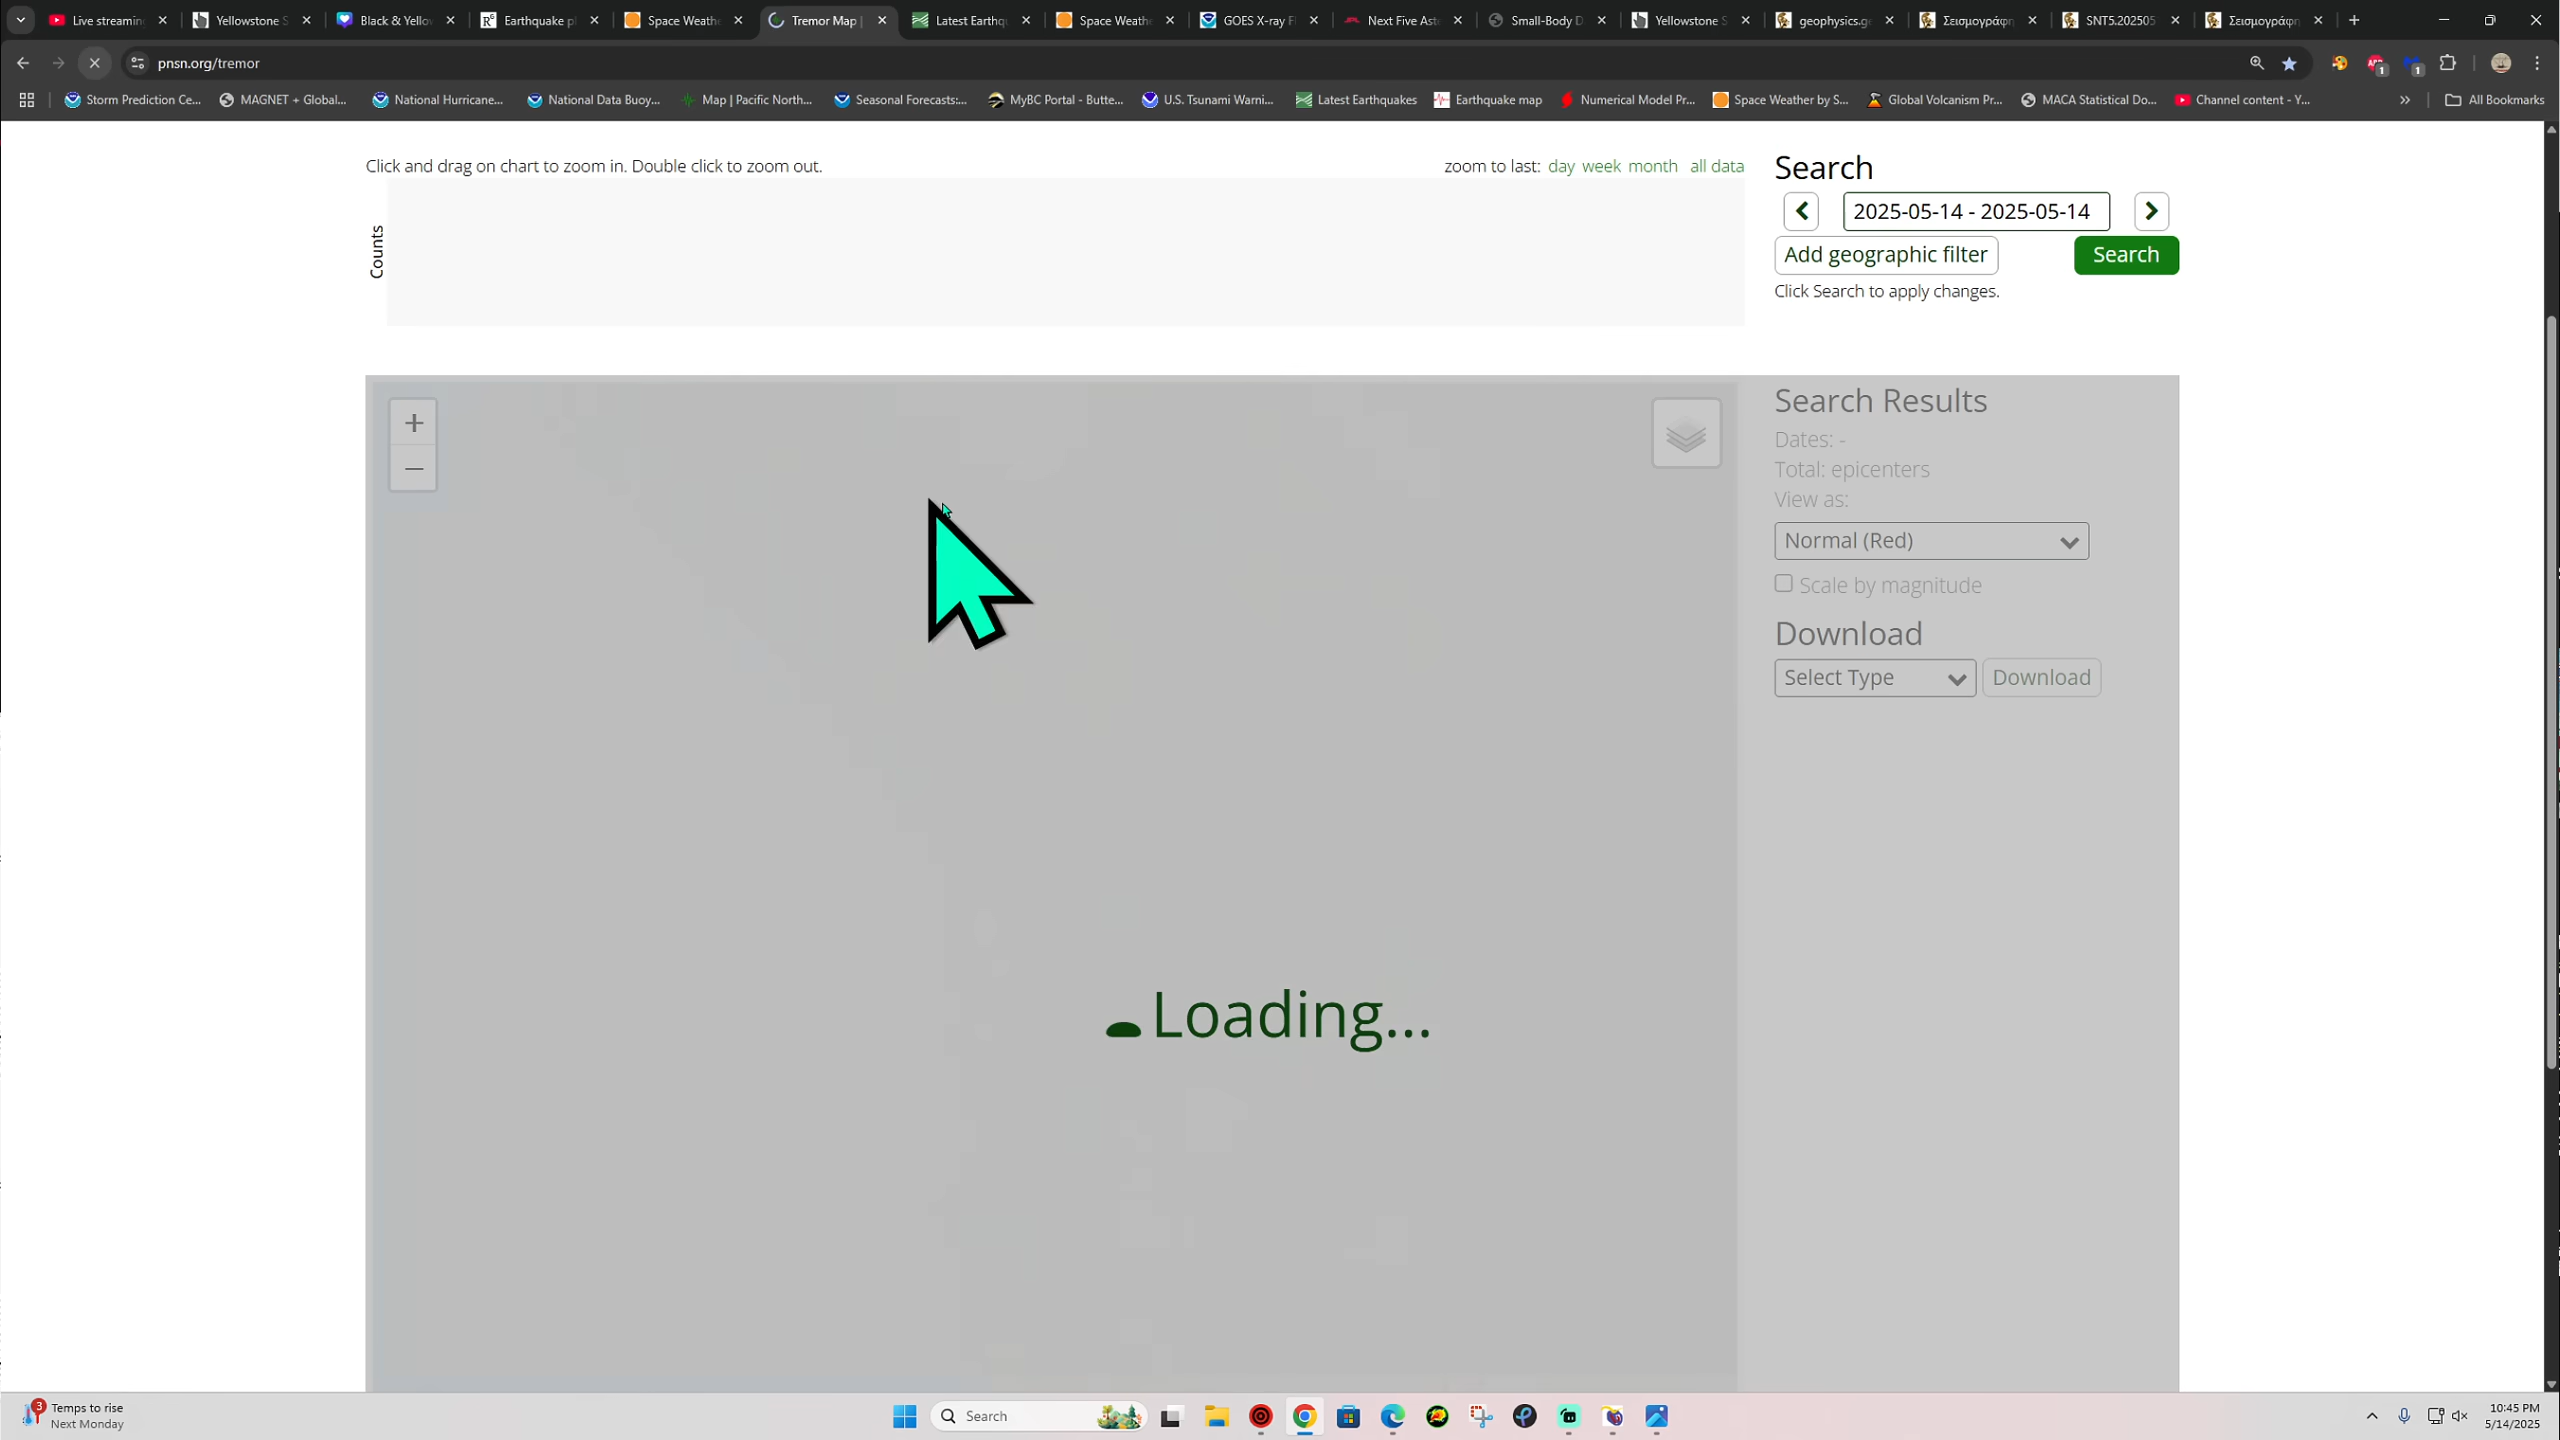 Live streamin
Yellowstone S
Black & Yello
Earthquake pl
Space Weathe
Tremor Map |
Latest Earthqu
Space Weathe
GOES X-ray F
Next Five Ast
Small-Body D
Yellowstone S
geophysics.ge
Σεισμογράφη
SNT5.202505
Σεισμογράφη
pnsn.org/tremor
Storm Prediction Ce...
MAGNET + Global...
National Hurricane...
National Data Buoy...
Map | Pacific North...
Seasonal Forecasts:...
MyBC Portal - Butte...
U.S. Tsunami Warni...
Latest Earthquakes
Earthquake map
Numerical Model Pr...
Space Weather by S...
Global Volcanism Pr...
MACA Statistical Do...
Channel content - Y...
All Bookmarks
Click and drag on chart to zoom in. Double click to zoom out.
zoom to last: day week month all data
Counts
Search
2025-05-14 - 2025-05-14
Add geographic filter
Search
Click Search to apply changes.
Search Results
Dates: -
Total: epicenters
View as:
Normal (Red)
Scale by magnitude
Download
Select Type
Download
Loading...
3
Temps to rise
Next Monday
Search
10:45 PM
5/14/2025